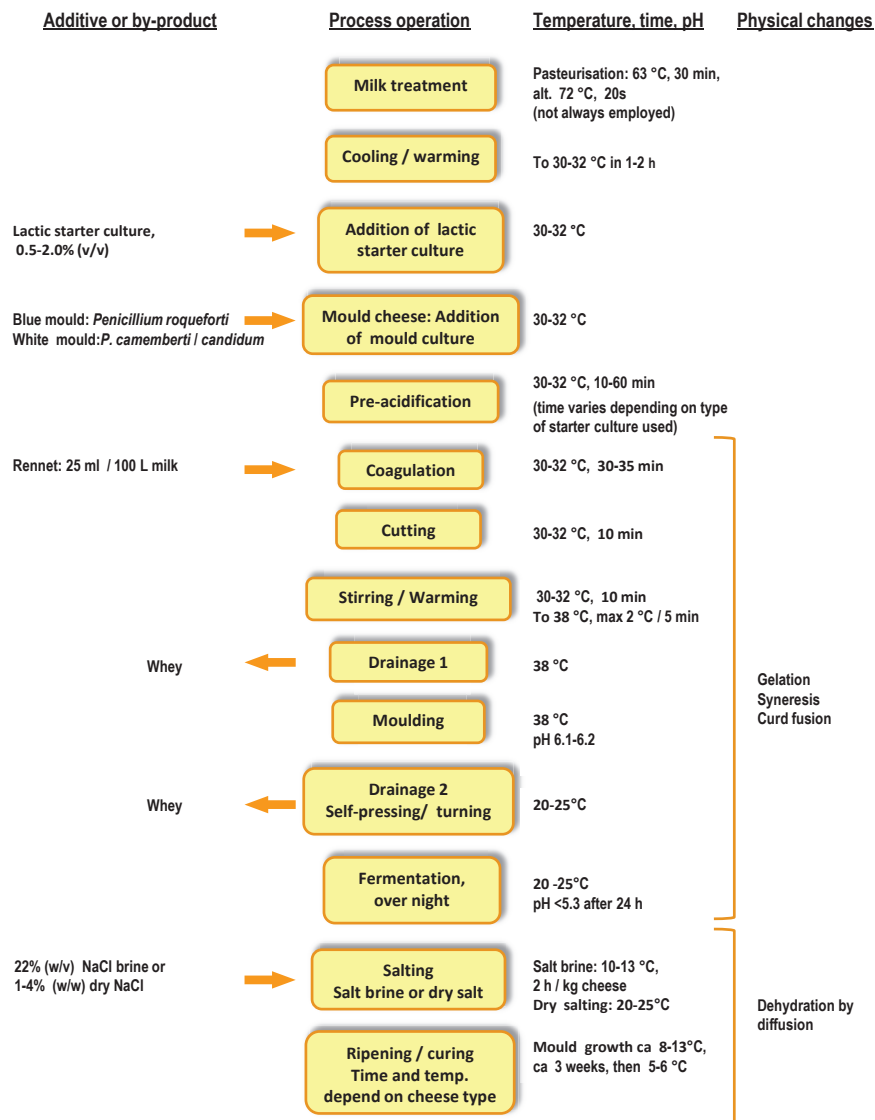 Additive or by-product
Process operation
Temperature, time, pH
Physical changes
Milk treatment
Pasteurisation: 63 °C, 30 min,
alt. 72 °C, 20s
(not always employed)
Cooling / warming
To 30-32 °C in 1-2 h
Lactic starter culture,
0.5-2.0% (v/v)
Addition of lactic
starter culture
30-32 °C
Blue mould: Penicillium roqueforti
White mould:P. camemberti / candidum
Mould cheese: Addition
of mould culture
30-32 °C
Pre-acidification
30-32 °C, 10-60 min
(time varies depending on type
of starter culture used)
Rennet: 25 ml / 100 L milk
Coagulation
30-32 °C, 30-35 min
Cutting
30-32 °C, 10 min
Stirring / Warming
30-32 °C, 10 min
To 38 °C, max 2 °C / 5 min
Whey
Drainage 1
38 °C
Moulding
38 °C
pH 6.1-6.2
Gelation
Syneresis
Curd fusion
Whey
Drainage 2
Self-pressing/ turning
20-25°C
Fermentation,
over night
20 -25°C
pH <5.3 after 24 h
22% (w/v) NaCl brine or
1-4% (w/w) dry NaCl
Salting
Salt brine or dry salt
Salt brine: 10-13 °C,
2 h / kg cheese
Dry salting: 20-25°C
Dehydration by
diffusion
Ripening / curing
Time and temp.
depend on cheese type
Mould growth ca 8-13°C,
ca 3 weeks, then 5-6 °C